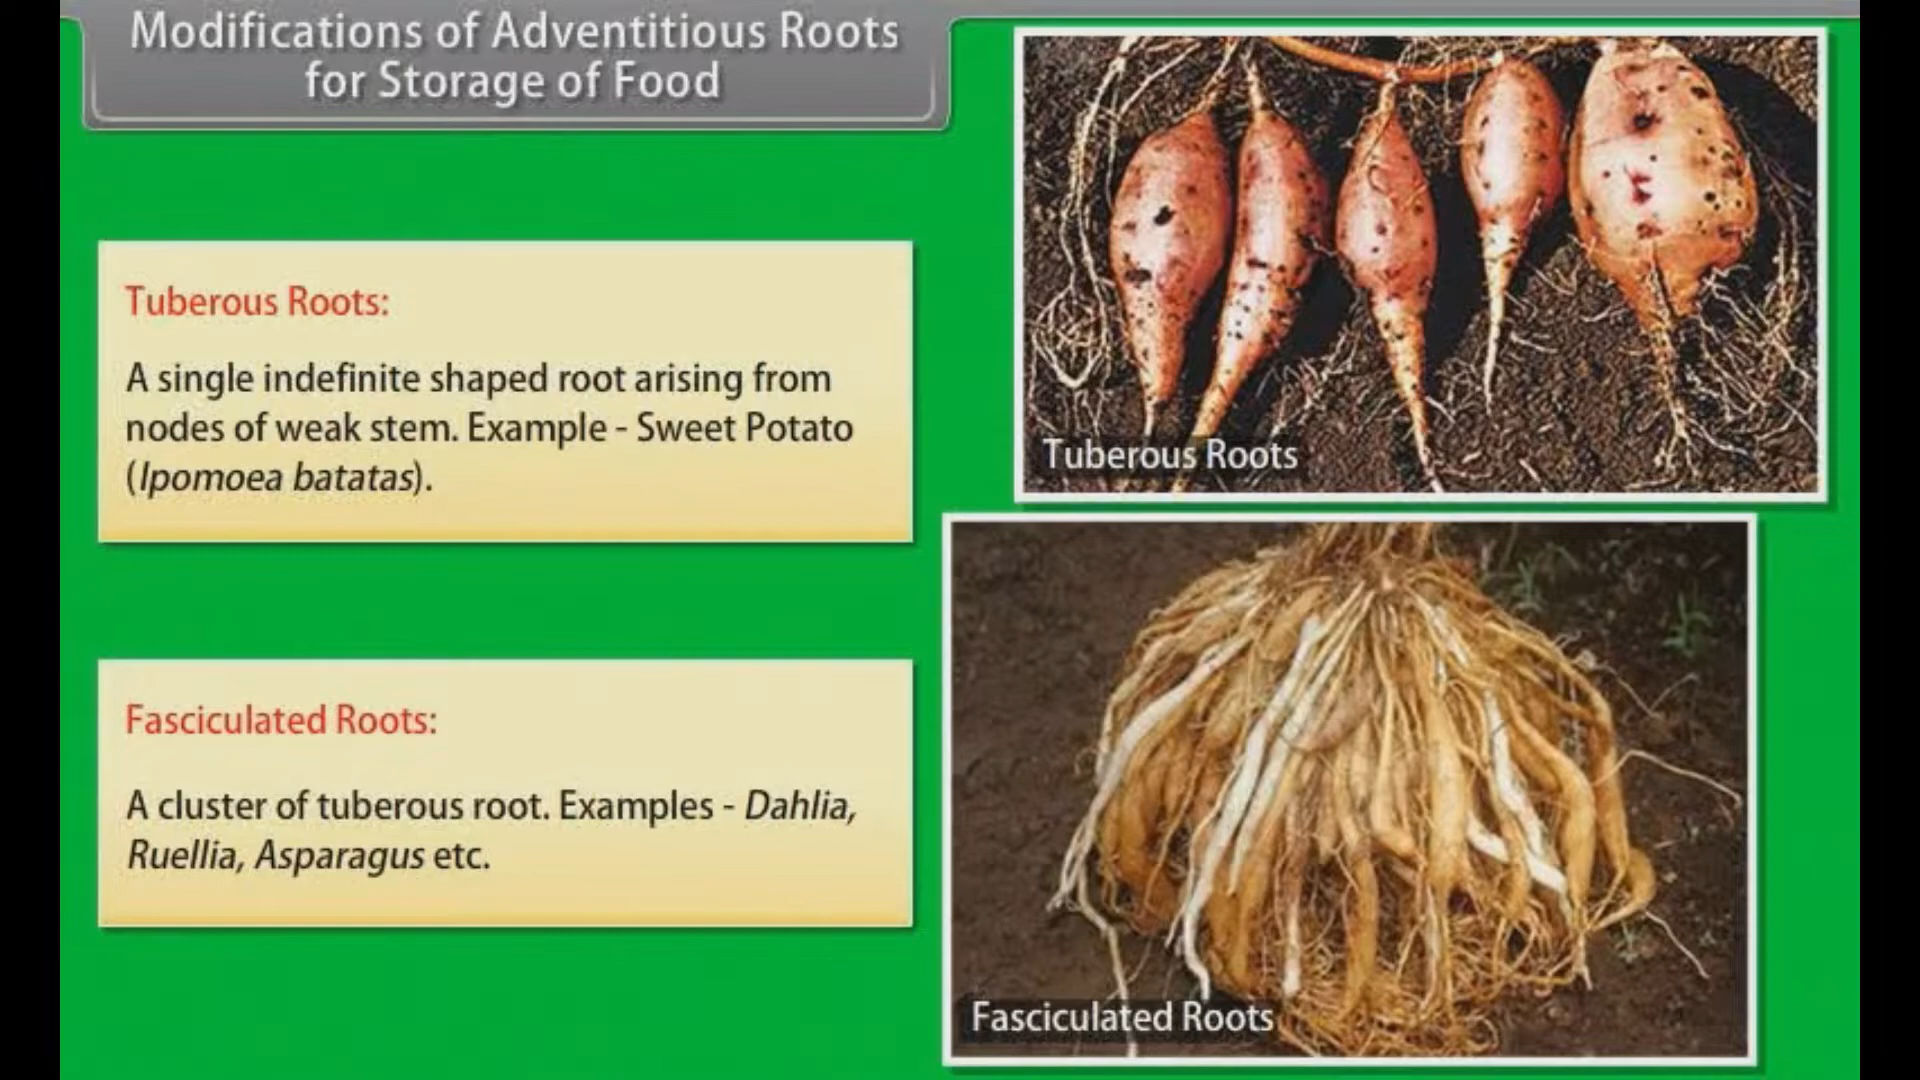 Modifications of Adventitious Roots
for Storage of Food
Tuberous Roots:
A single indefinite shaped root arising from
nodes of weak stem. Example - Sweet Potato
(Ipomoea batatas).
Tuberous Roots
Fasciculated Roots:
A cluster of tuberous root. Examples - Dahlia,
Ruellia, Asparagus etc.
Fasciculated Roots